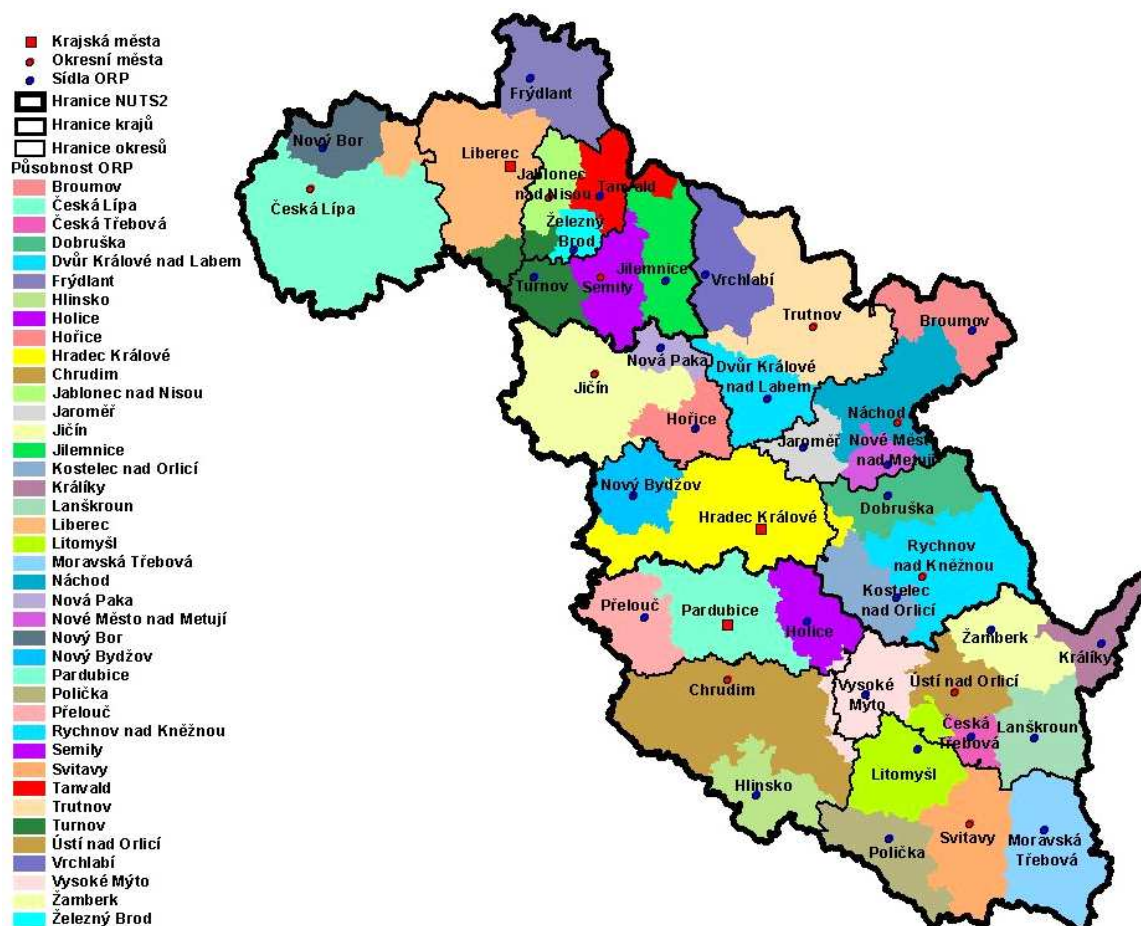 Krajská města
Okresní města
Sídla ORP
Hranice NUTS2
Hranice krajů
Hranice okresů
Působnost ORP
Broumov
Česká Lípa
Česká Třebová
Dobruška
Dvůr Králové nad Labem
Frýdlant
Hlinsko
Holice
Hořice
Hradec Králové
Chrudim
Jablonec nad Nisou
Jaroměř
Jičín
Jilemnice
Kostelec nad Orlicí
Králíky
Lanškroun
Liberec
Litomyšl
Moravská Třebová
Náchod
Nová Paka
Nové Město nad Metují
Nový Bor
Nový Bydžov
Pardubice
Polička
Přelouč
Rychnov nad Kněžnou
Semily
Svitavy
Tanvald
Trutnov
Turnov
Ústí nad Orlicí
Vrchlabí
Vysoké Mýto
Žamberk
Železný Brod
Frýdlant
Nový Bor
Liberec
Jablonec
nad Nisou
Tanvald
Česká Lípa
Železný
Brod
Turnov
Semily
Jilemnice
Vrchlabí
Trutnov
Broumov
Nová Paka
Dvůr Králové
nad Labem
Jičín
Hořice
Náchod
Jaroměř
Nové Měst
nad Metují
Nový Bydžov
Hradec Králové
Dobruška
Rychnov
nad Kněžnou
Kostelec
nad Orlicí
Přelouč
Pardubice
Holice
Žamberk
Králíky
Chrudim
Vysoké
Mýto
Ústí nad Orlicí
Česká
Třebová
Lanškroun
Litomyšl
Hlinsko
Polička
Svitavy
Moravská
Třebová